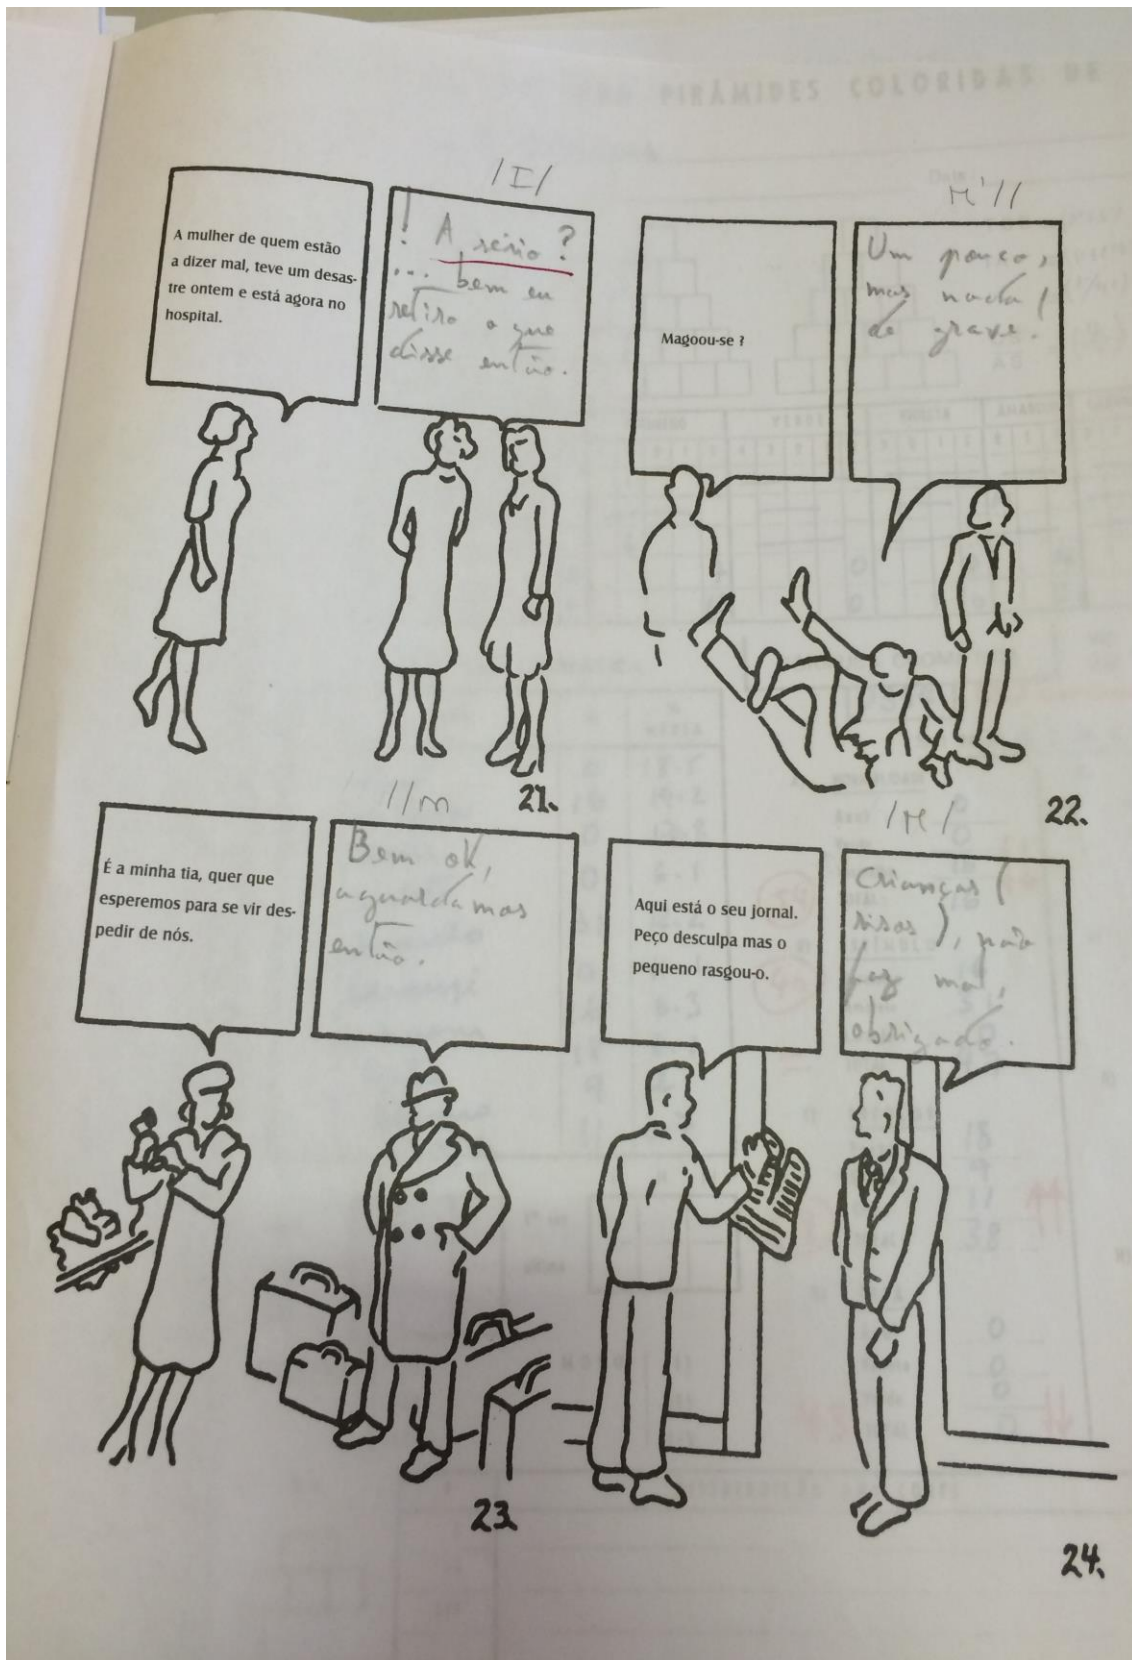 PIRÂMIDES COLORIDAS DE
/I/
A mulher de quem estão
a dizer mal, teve um desas-
tre ontem e está agora no
hospital.
! A sério?
... bem eu
retiro o que
disse então.
21.
M'//
Magoou-se ?
Um pouco,
mas nada
de grave.
22.
//m
É a minha tia, quer que
esperemos para se vir des-
pedir de nós.
Bem ok,
aguardamos
então.
23.
/M/
Aqui está o seu jornal.
Peço desculpa mas o
pequeno rasgou-o.
Crianças (
risos), não
faz mal,
obrigado.
24.